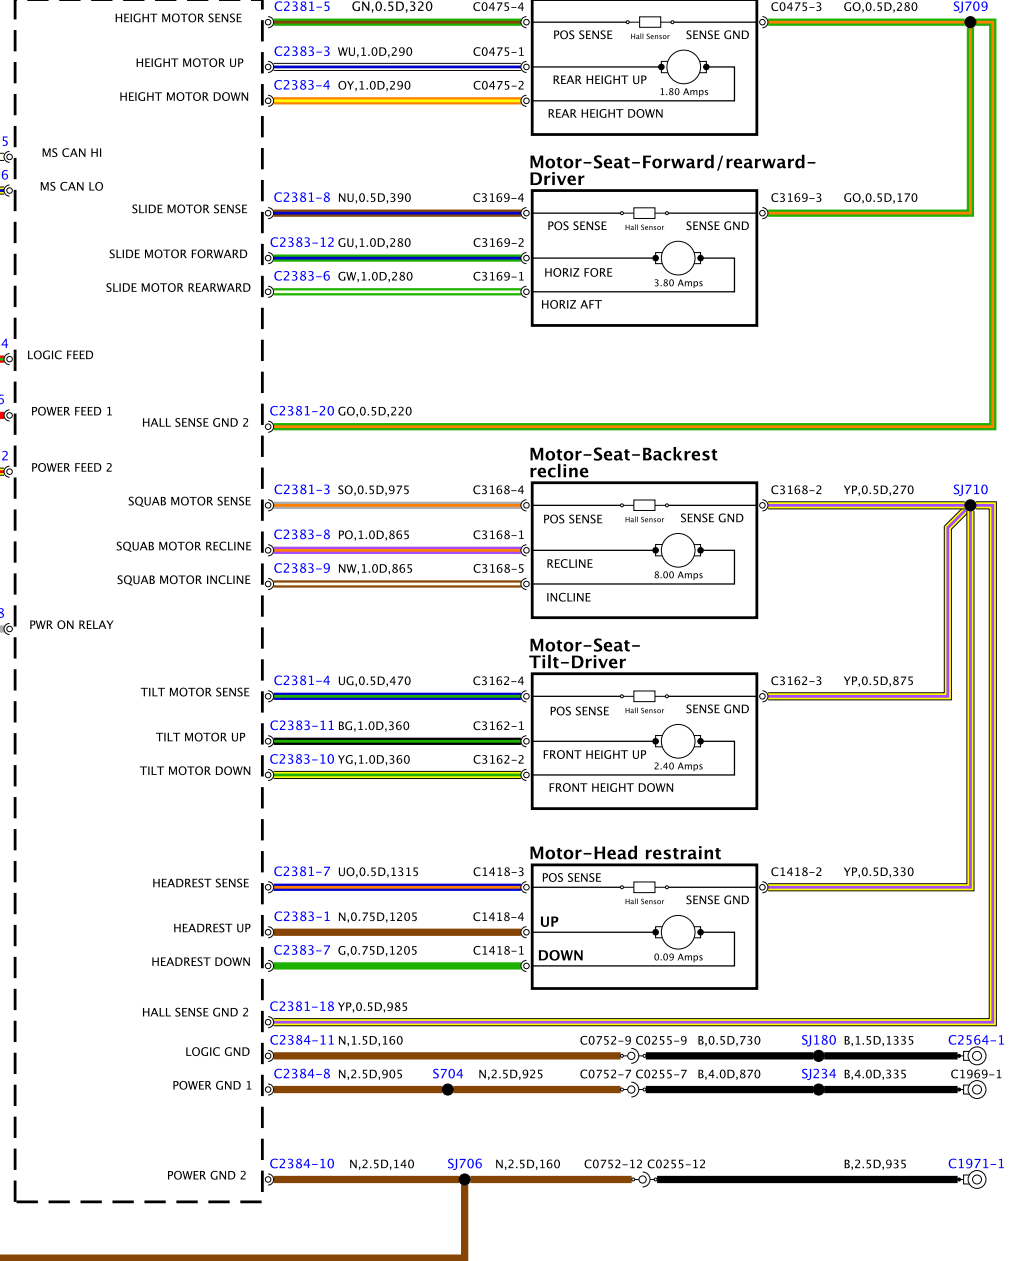 HEIGHT MOTOR SENSE C2381-5 GN,0.5D,320 C0475-4 C0475-3 GO,0.5D,280 SJ709
POS SENSE Hall Sensor SENSE GND
HEIGHT MOTOR UP C2383-3 WU,1.0D,290 C0475-1
REAR HEIGHT UP
HEIGHT MOTOR DOWN C2383-4 OY,1.0D,290 C0475-2 1.80 Amps
REAR HEIGHT DOWN
5 MS CAN HI
Motor-Seat-Forward/rearward-
Driver
6 MS CAN LO
SLIDE MOTOR SENSE C2381-8 NU,0.5D,390 C3169-4 C3169-3 GO,0.5D,170
POS SENSE Hall Sensor SENSE GND
SLIDE MOTOR FORWARD C2383-12 GU,1.0D,280 C3169-2
HORIZ FORE
SLIDE MOTOR REARWARD C2383-6 GW,1.0D,280 C3169-1 3.80 Amps
HORIZ AFT
4 LOGIC FEED
POWER FEED 1
HALL SENSE GND 2 C2381-20 GO,0.5D,220
2 POWER FEED 2
Motor-Seat-Backrest
recline
SQUAB MOTOR SENSE C2381-3 SO,0.5D,975 C3168-4 C3168-2 YP,0.5D,270 SJ710
POS SENSE Hall Sensor SENSE GND
SQUAB MOTOR RECLINE C2383-8 PO,1.0D,865 C3168-1
RECLINE
SQUAB MOTOR INCLINE C2383-9 NW,1.0D,865 C3168-5 8.00 Amps
INCLINE
8 PWR ON RELAY
Motor-Seat-
Tilt-Driver
TILT MOTOR SENSE C2381-4 UG,0.5D,470 C3162-4 C3162-3 YP,0.5D,875
POS SENSE Hall Sensor SENSE GND
TILT MOTOR UP C2383-11 BG,1.0D,360 C3162-1
FRONT HEIGHT UP
TILT MOTOR DOWN C2383-10 YG,1.0D,360 C3162-2 2.40 Amps
FRONT HEIGHT DOWN
Motor-Head restraint
HEADREST SENSE C2381-7 UO,0.5D,1315 C1418-3 C1418-2 YP,0.5D,330
POS SENSE Hall Sensor SENSE GND
HEADREST UP C2383-1 N,0.75D,1205 C1418-4
UP
HEADREST DOWN C2383-7 G,0.75D,1205 C1418-1
DOWN 0.09 Amps
HALL SENSE GND 2 C2381-18 YP,0.5D,985
LOGIC GND C2384-11 N,1.5D,160 C0752-9 C0255-9 B,0.5D,730 SJ180 B,1.5D,1335 C2564-1
POWER GND 1 C2384-8 N,2.5D,905 S704 N,2.5D,925 C0752-7 C0255-7 B,4.0D,870 SJ234 B,4.0D,335 C1969-1
POWER GND 2 C2384-10 N,2.5D,140 SJ706 N,2.5D,160 C0752-12 C0255-12 B,2.5D,935 C1971-1